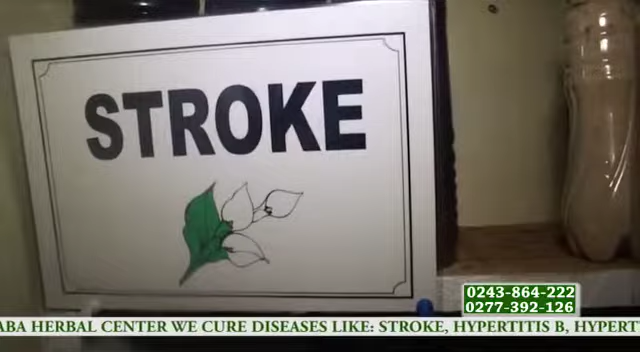 STROKE
0243-864-222
0277-392-126
ABA HERBAL CENTER WE CURE DISEASES LIKE: STROKE, HYPERTITIS B, HYPERT